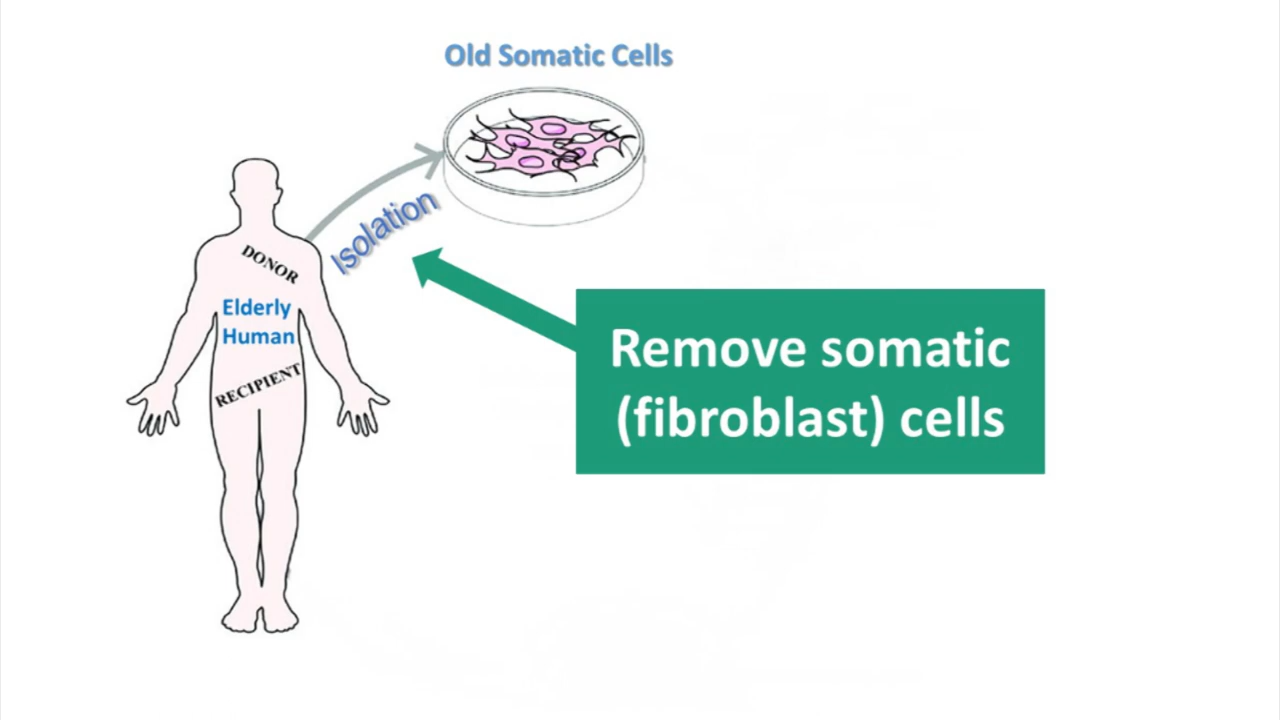 Old Somatic Cells
Isolation
DONOR
Elderly
Human
RECIPIENT
Remove somatic
(fibroblast) cells